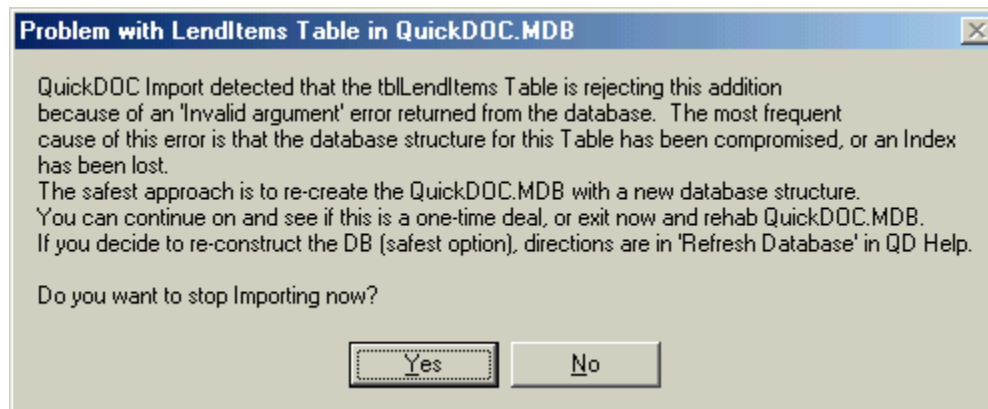 Problem with LendItems Table in QuickDOC.MDB
QuickDOC Import detected that the tblLendItems Table is rejecting this addition
because of an 'Invalid argument' error returned from the database.  The most frequent
cause of this error is that the database structure for this Table has been compromised, or an Index
has been lost.
The safest approach is to re-create the QuickDOC.MDB with a new database structure.
You can continue on and see if this is a one-time deal, or exit now and rehab QuickDOC.MDB.
If you decide to re-construct the DB (safest option), directions are in 'Refresh Database' in QD Help.
Do you want to stop Importing now?
Yes No